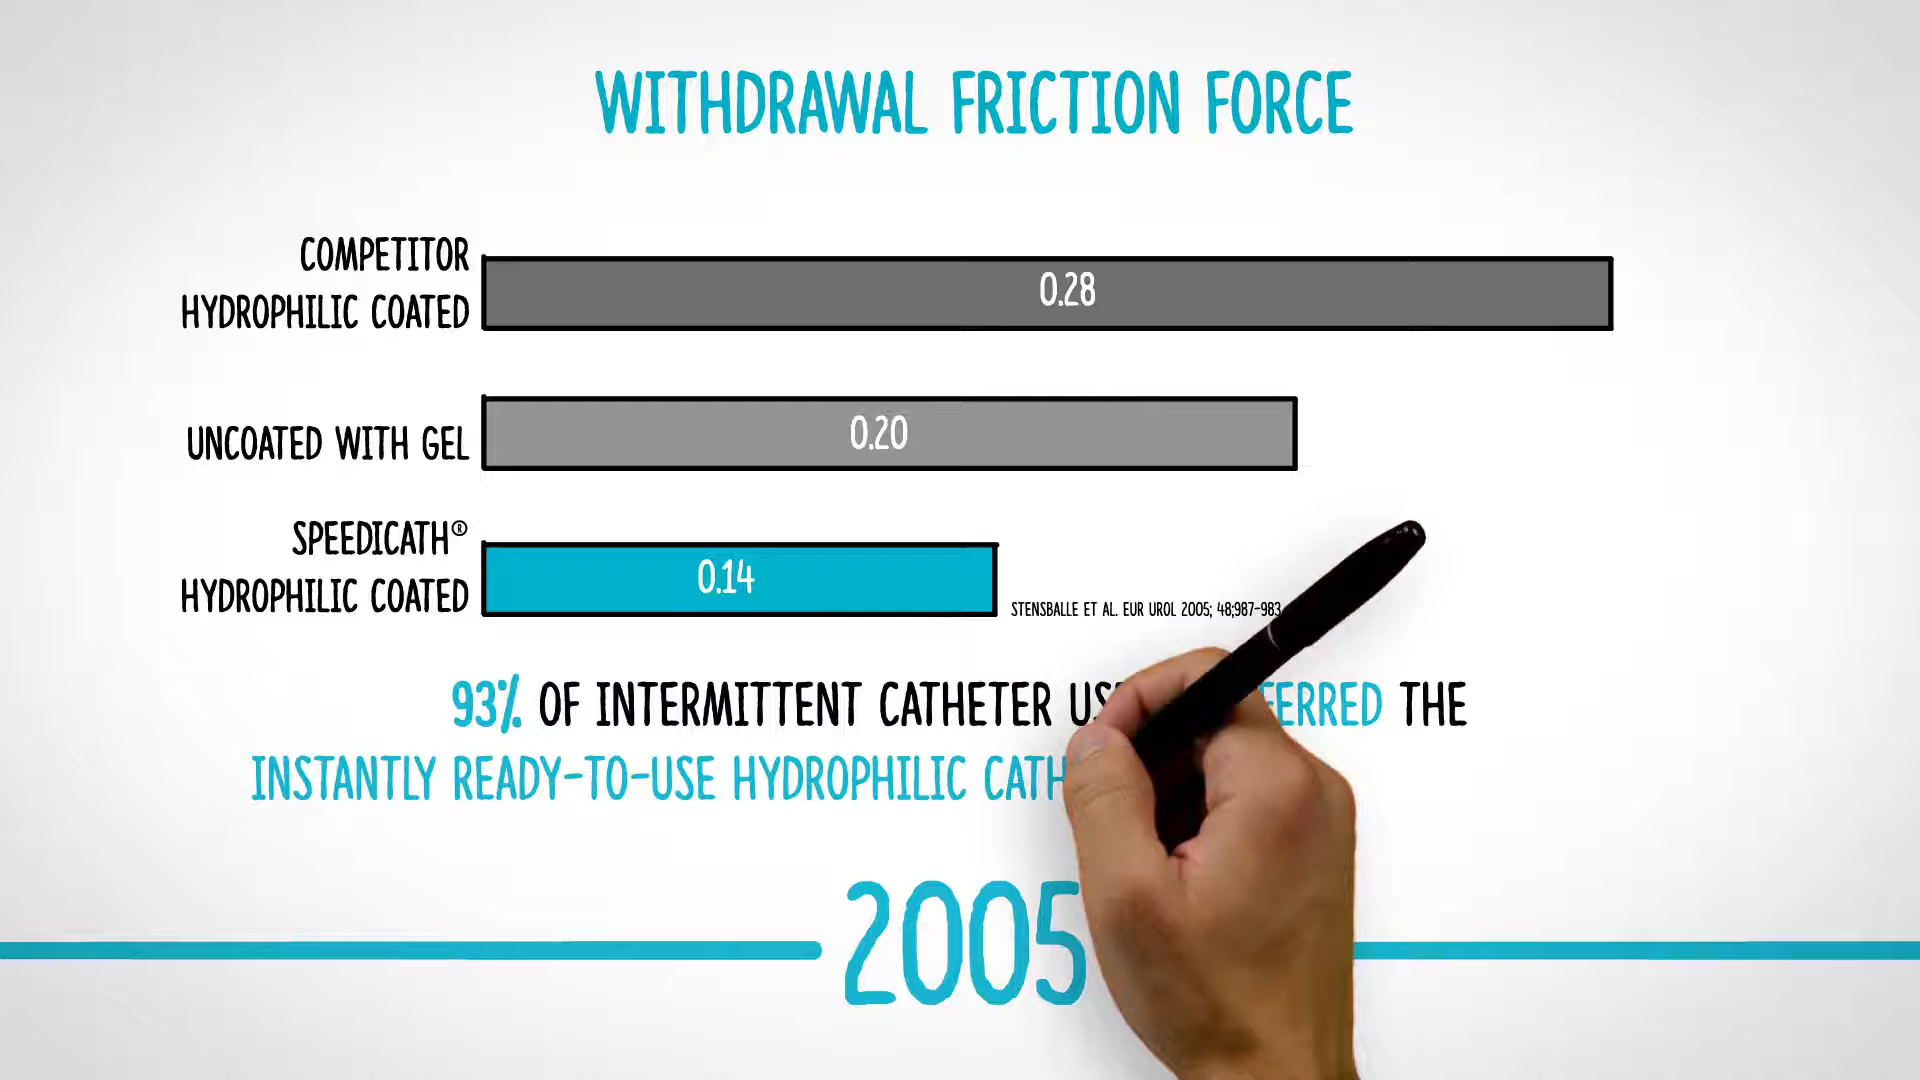 WITHDRAWAL FRICTION FORCE
COMPETITOR
HYDROPHILIC COATED
0.28
UNCOATED WITH GEL
0.20
SPEEDICATH®
HYDROPHILIC COATED
0.14
STENSBALLE ET AL. EUR UROL 2005; 48;987-983
93% OF INTERMITTENT CATHETER THE
INSTANTLY READY-TO-USE HYDROPHILIC
2005